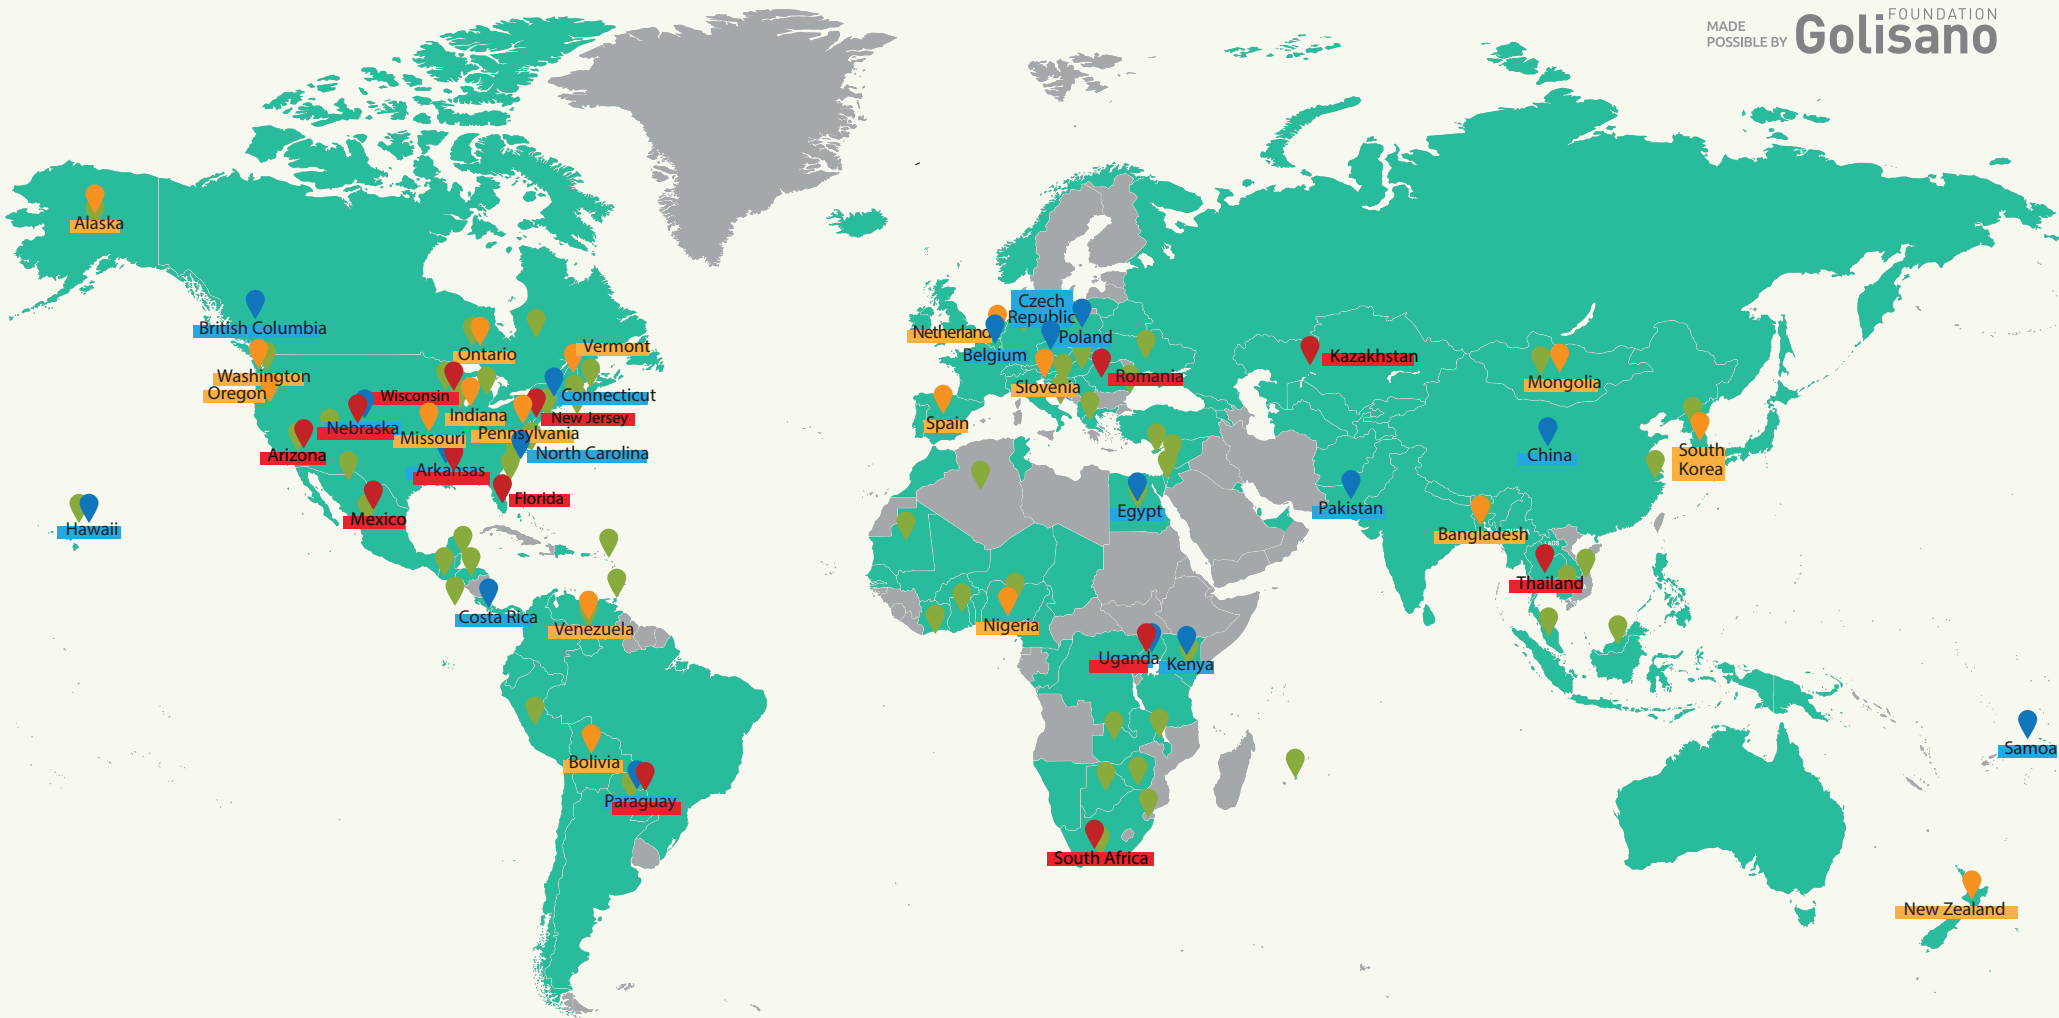 FOUNDATION
MADE
POSSIBLE BY
Golisano
Alaska
British Columbia
Washington
Oregon
Ontario
Vermont
Wisconsin
Connecticut
Indiana
New Jersey
Nebraska
Missouri
Pennsylvania
Arizona
Arkansas
North Carolina
Florida
Mexico
Hawaii
Costa Rica
Venezuela
Bolivia
Paraguay
Czech
Republic
Netherland
Poland
Belgium
Slovenia
Romania
Spain
Kazakhstan
Mongolia
South
Korea
China
Egypt
Pakistan
Bangladesh
LAOS
Thailand
Nigeria
Uganda
Kenya
Samoa
South Africa
New Zealand